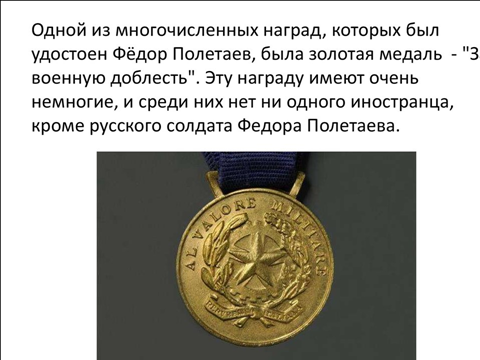 Одной из многочисленных наград, которых был
удостоен Фёдор Полетаев, была золотая медаль  - "З
военную доблесть". Эту награду имеют очень
немногие, и среди них нет ни одного иностранца,
кроме русского солдата Федора Полетаева.
AL VALORE MILITARE